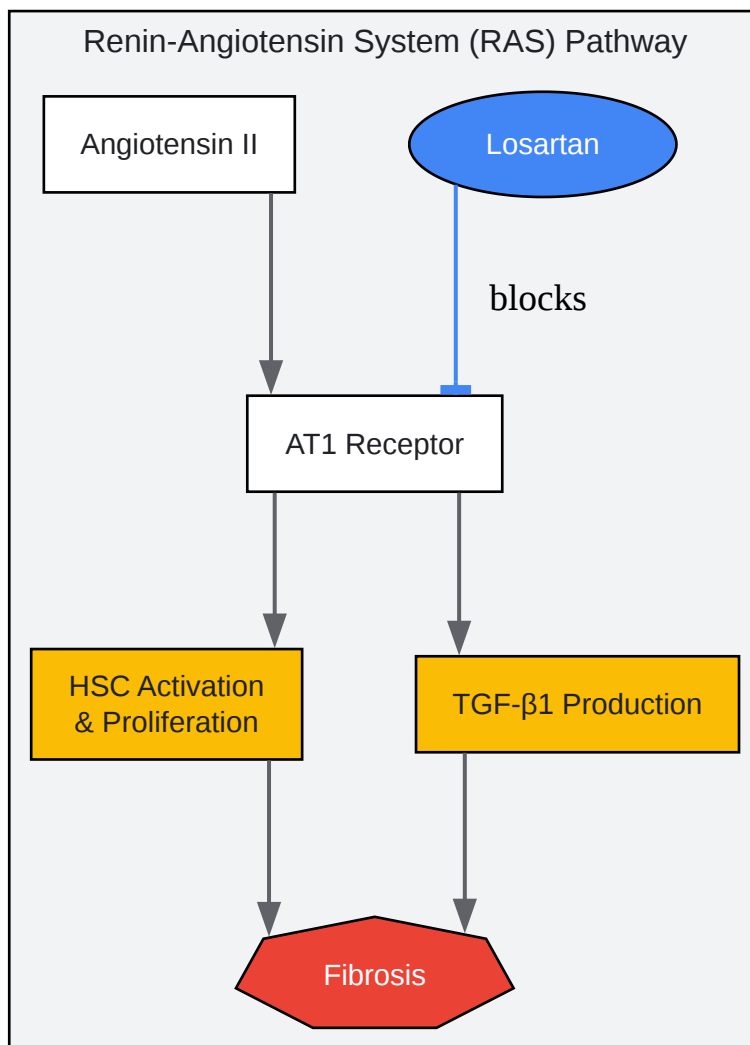 Renin-Angiotensin System (RAS) Pathway
Angiotensin II
Losartan
blocks
AT1 Receptor
HSC Activation
& Proliferation
TGF-β1 Production
Fibrosis